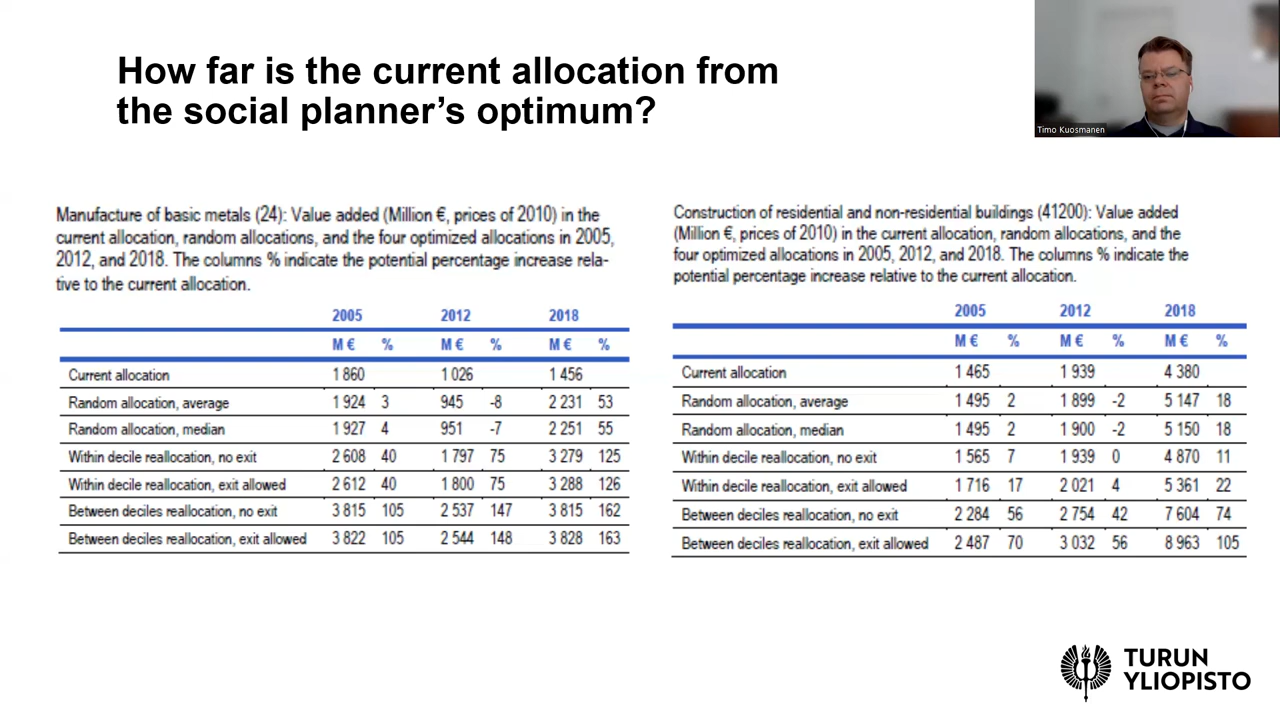 How far is the current allocation from
the social planner's optimum?
Timo Kuosmanen
Manufacture of basic metals (24): Value added (Million €, prices of 2010) in the
current allocation, random allocations, and the four optimized allocations in 2005,
2012, and 2018. The columns % indicate the potential percentage increase rela-
tive to the current allocation.
2005 2012 2018
M € % M € % M € %
Current allocation 1 860 1 026 1 456
Random allocation, average 1 924 3 945 -8 2 231 53
Random allocation, median 1 927 4 951 -7 2 251 55
Within decile reallocation, no exit 2 608 40 1 797 75 3 279 125
Within decile reallocation, exit allowed 2 612 40 1 800 75 3 288 126
Between deciles reallocation, no exit 3 815 105 2 537 147 3 815 162
Between deciles reallocation, exit allowed 3 822 105 2 544 148 3 828 163
Construction of residential and non-residential buildings (41200): Value added
(Million €, prices of 2010) in the current allocation, random allocations, and the
four optimized allocations in 2005, 2012, and 2018. The columns % indicate the
potential percentage increase relative to the current allocation.
2005 2012 2018
M € % M € % M € %
Current allocation 1 465 1 939 4 380
Random allocation, average 1 495 2 1 899 -2 5 147 18
Random allocation, median 1 495 2 1 900 -2 5 150 18
Within decile reallocation, no exit 1 565 7 1 939 0 4 870 11
Within decile reallocation, exit allowed 1 716 17 2 021 4 5 361 22
Between deciles reallocation, no exit 2 284 56 2 754 42 7 604 74
Between deciles reallocation, exit allowed 2 487 70 3 032 56 8 963 105
TURUN
YLIOPISTO